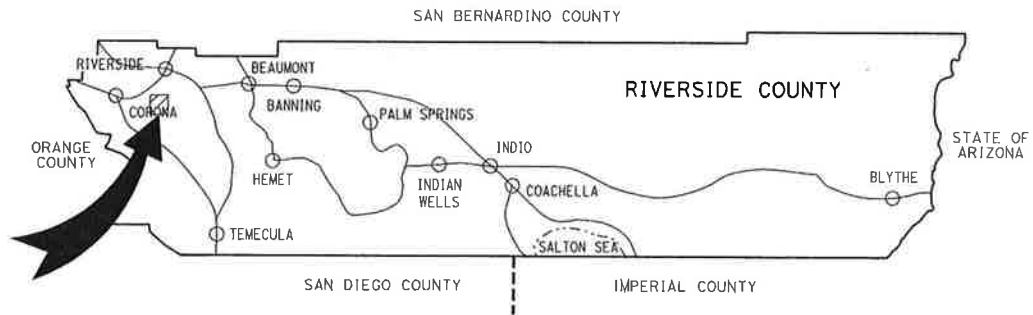 SAN BERNARDINO COUNTY
RIVERSIDE
BEAUMONT
RIVERSIDE COUNTY
CORONA
BANNING
PALM SPRINGS
ORANGE
COUNTY
STATE OF
ARIZONA
INDIO
HEMET
INDIAN
WELLS
COACHELLA
BLYTHE
TEMECULA
SALTON SEA
SAN DIEGO COUNTY
IMPERIAL COUNTY